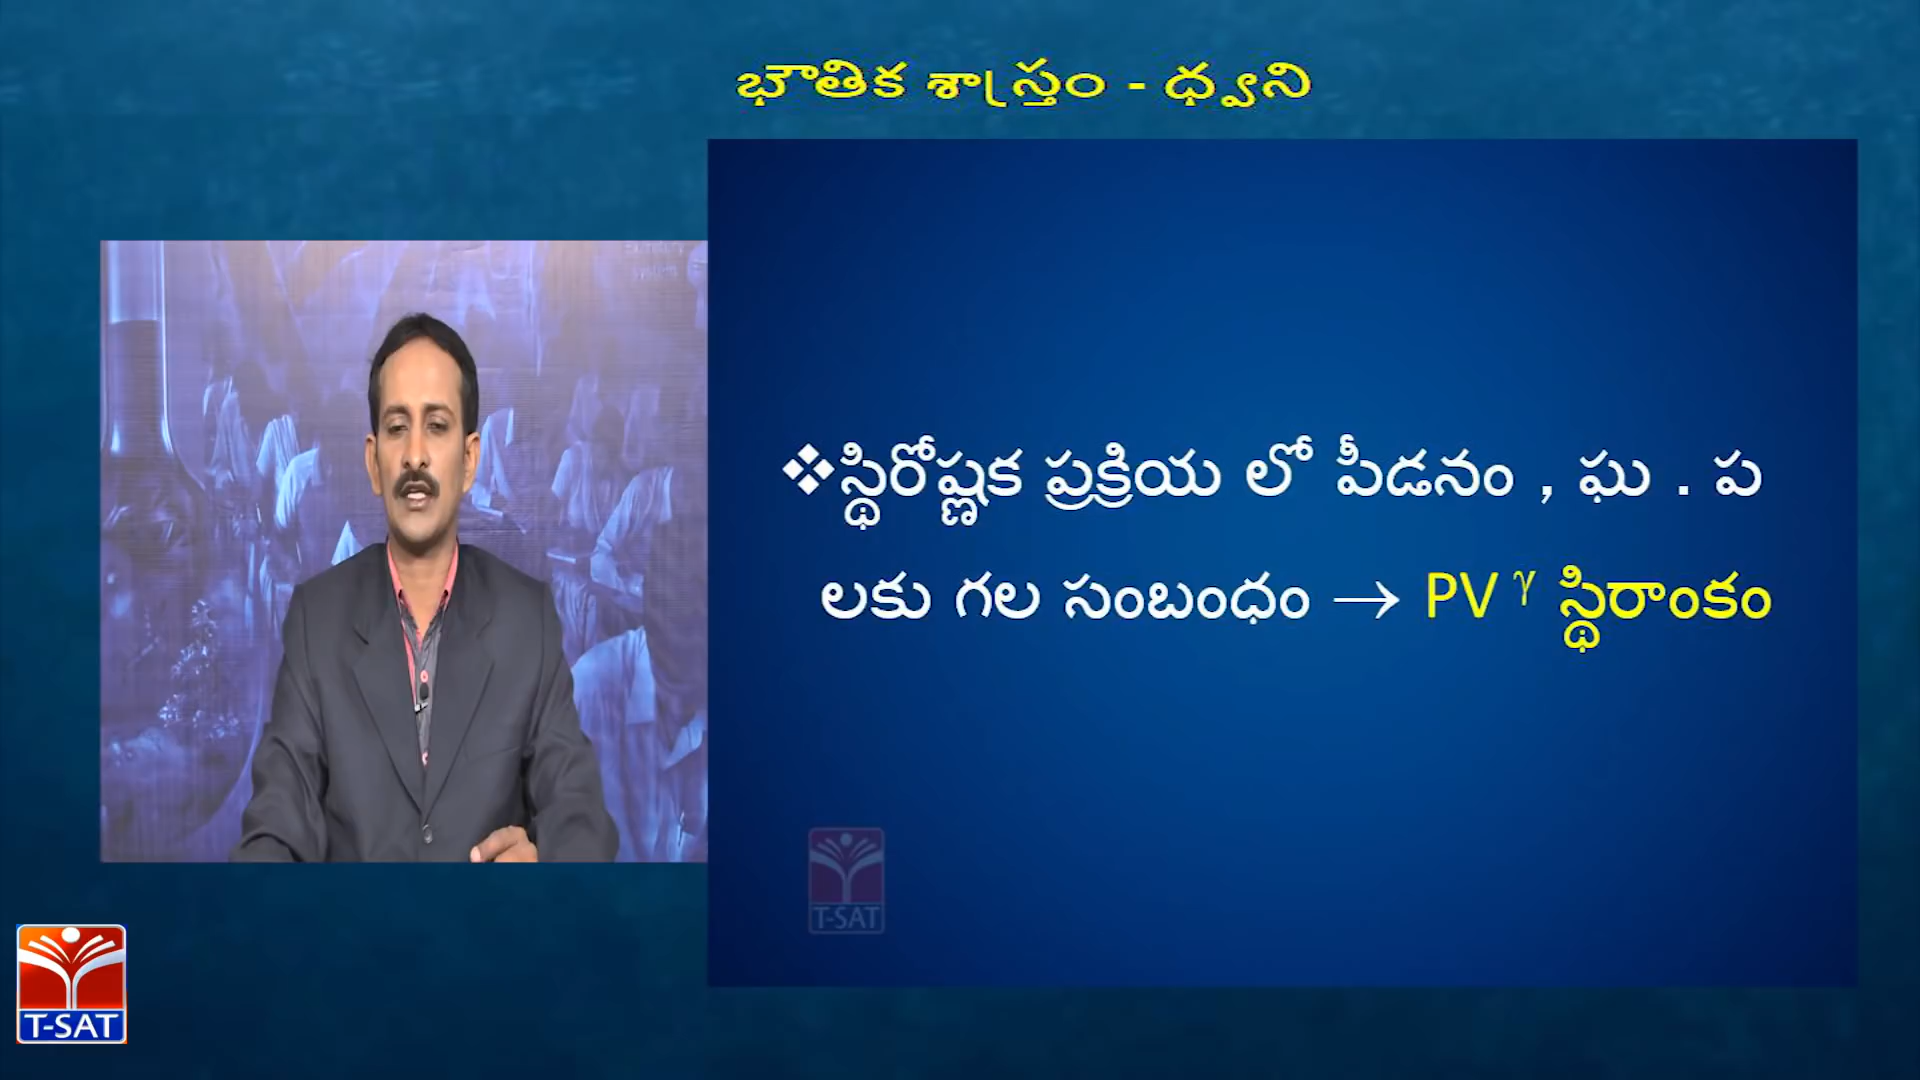 భౌతిక శాస్త్రం - ధ్వని
❖స్థిరోష్ణక ప్రక్రియ లో పీడనం , ఘ . ప
లకు గల సంబంధం → PV γ స్థిరాంకం
T-SAT
T-SAT